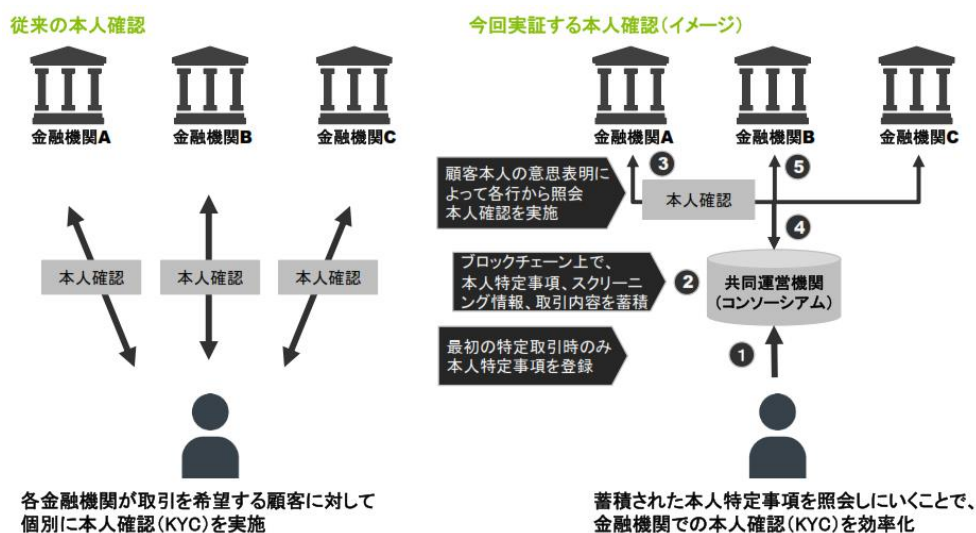 従来の本人確認
金融機関A
金融機関B
金融機関C
本人確認
本人確認
本人確認
各金融機関が取引を希望する顧客に対して
個別に本人確認(KYC)を実施
今回実証する本人確認(イメージ)
金融機関A
金融機関B
金融機関C
顧客本人の意思表明に
よって各行から照会
本人確認を実施
3
本人確認
5
4
ブロックチェーン上で、
本人特定事項、スクリーニ
ング情報、取引内容を蓄積
2
共同運営機関
(コンソーシアム)
最初の特定取引時のみ
本人特定事項を登録
1
蓄積された本人特定事項を照会しにいくことで、
金融機関での本人確認(KYC)を効率化